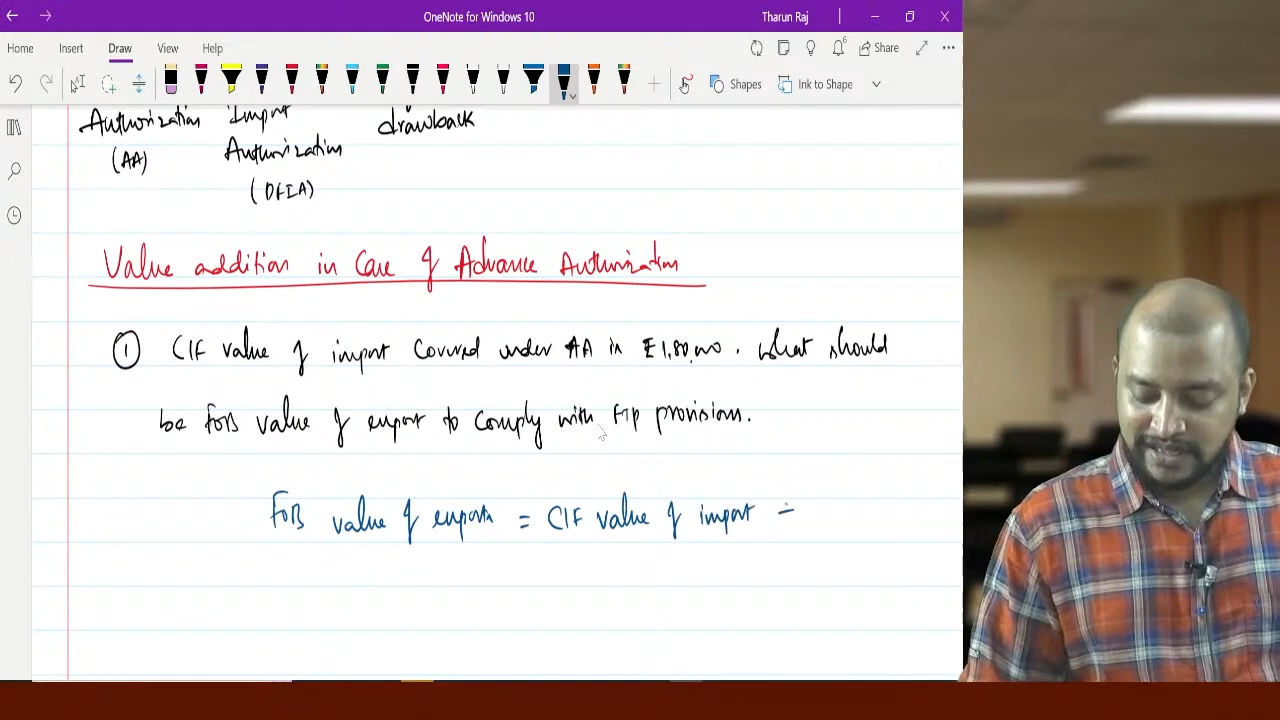 OneNote for Windows 10
Tharun Raj
Home Insert Draw View Help
6 Share
Shapes Ink to Shape
Authorization Import drawback
(AA) Authorization
(DFIA)
Value addition in Case of Advance Authorization
① CIF value of import Covered under AA is ₹1,80,000. What should
be FOB value of export to Comply with FTP provisions.
FOB value of exports = CIF value of import